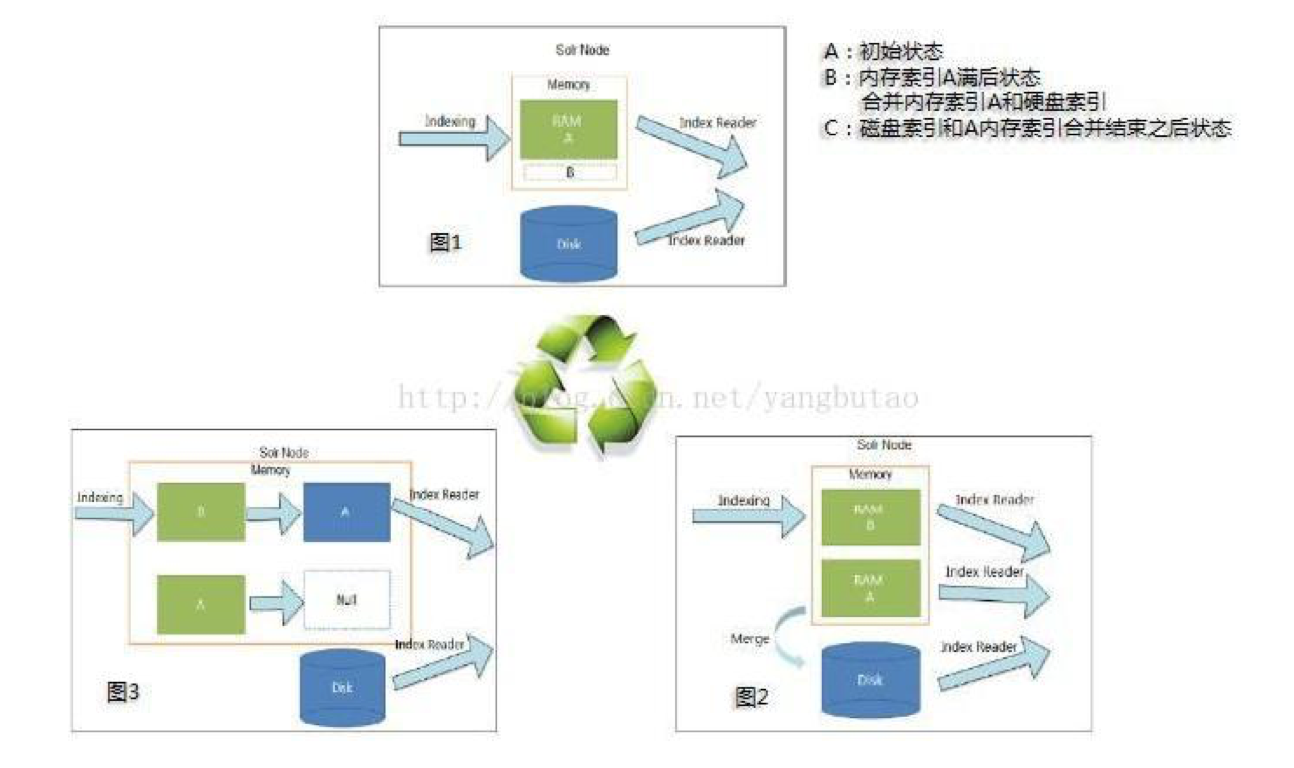 Solr Node
Memory
Indexing
RAM
A
B
Index Reader
Disk
Index Reader
图1
A：初始状态
B：内存索引A满后状态
合并内存索引A和硬盘索引
C：磁盘索引和A内存索引合并结束之后状态
net/yangbutao
Solr Node
Memory
Indexing
B
A
Index Reader
A
Null
Index Reader
Disk
图3
Solr Node
Memory
Indexing
RAM
B
Index Reader
RAM
A
Index Reader
Merge
Disk
Index Reader
图2